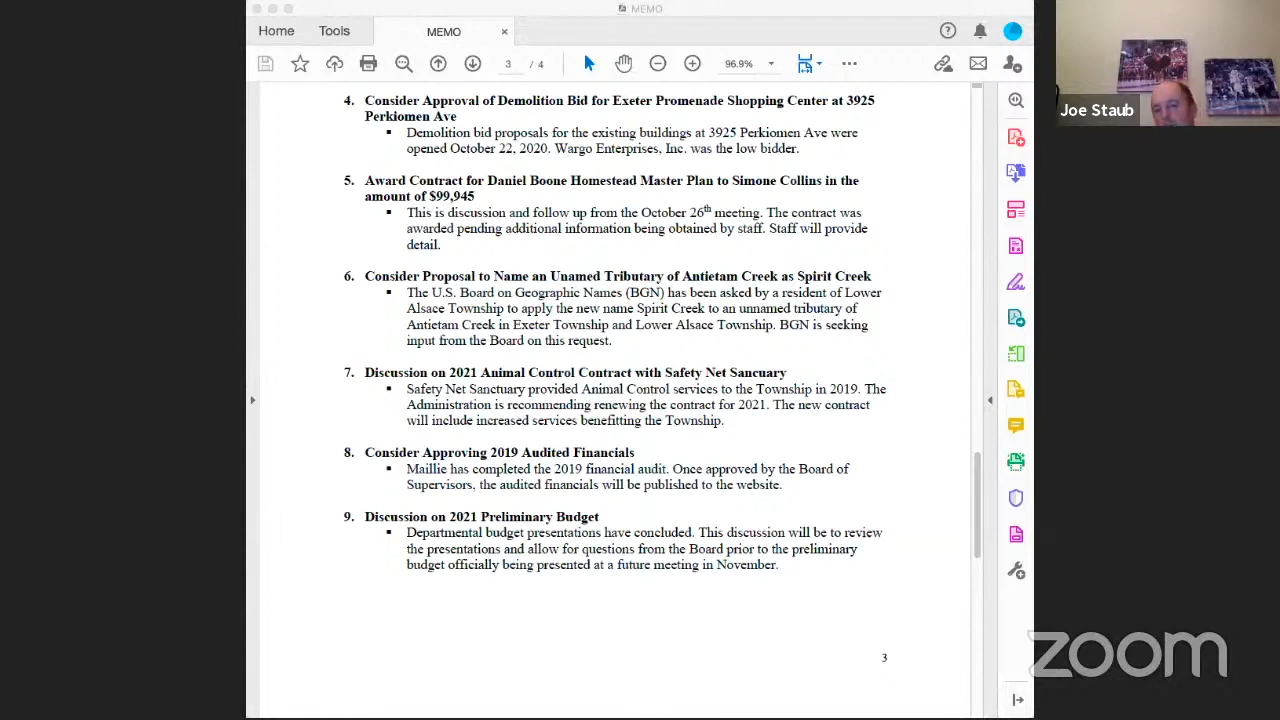 MEMO
Home
Tools
MEMO
×
3 / 4
96.9%
Joe Staub
4. Consider Approval of Demolition Bid for Exeter Promenade Shopping Center at 3925
Perkiomen Ave
▪ Demolition bid proposals for the existing buildings at 3925 Perkiomen Ave were
opened October 22, 2020. Wargo Enterprises, Inc. was the low bidder.
5. Award Contract for Daniel Boone Homestead Master Plan to Simone Collins in the
amount of $99,945
▪ This is discussion and follow up from the October 26th meeting. The contract was
awarded pending additional information being obtained by staff. Staff will provide
detail.
6. Consider Proposal to Name an Unamed Tributary of Antietam Creek as Spirit Creek
▪ The U.S. Board on Geographic Names (BGN) has been asked by a resident of Lower
Alsace Township to apply the new name Spirit Creek to an unnamed tributary of
Antietam Creek in Exeter Township and Lower Alsace Township. BGN is seeking
input from the Board on this request.
7. Discussion on 2021 Animal Control Contract with Safety Net Sancuary
▪ Safety Net Sanctuary provided Animal Control services to the Township in 2019. The
Administration is recommending renewing the contract for 2021. The new contract
will include increased services benefitting the Township.
8. Consider Approving 2019 Audited Financials
▪ Maillie has completed the 2019 financial audit. Once approved by the Board of
Supervisors, the audited financials will be published to the website.
9. Discussion on 2021 Preliminary Budget
▪ Departmental budget presentations have concluded. This discussion will be to review
the presentations and allow for questions from the Board prior to the preliminary
budget officially being presented at a future meeting in November.
3
zoom